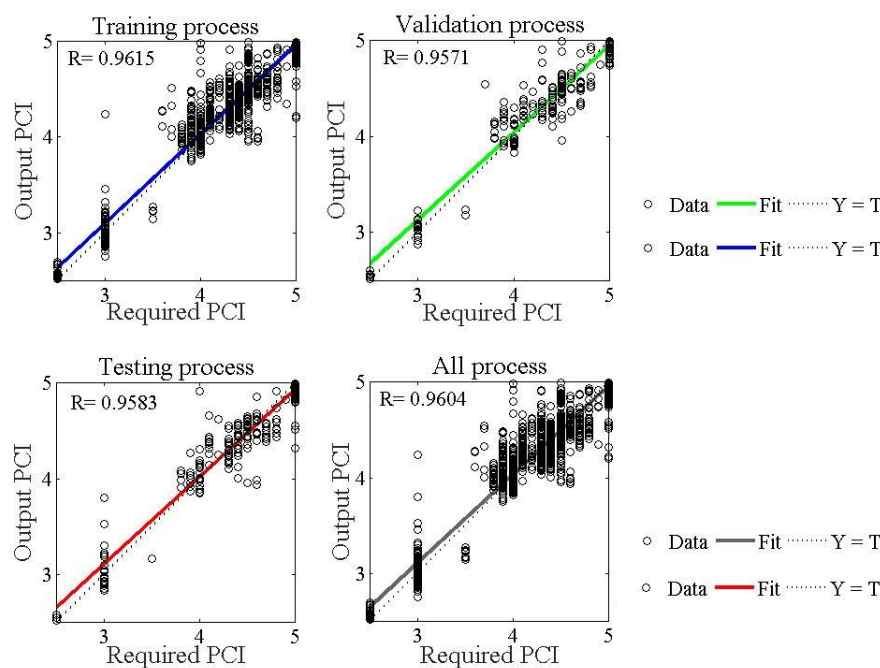 Training process
R= 0.9615
5
4
3
Output PCI
3 4 5
Required PCI
Validation process
R= 0.9571
5
4
3
Output PCI
3 4 5
Required PCI
Data Fit Y = T
Data Fit Y = T
Testing process
R= 0.9583
5
4
3
Output PCI
3 4 5
Required PCI
All process
R= 0.9604
5
4
3
Output PCI
3 4 5
Required PCI
Data Fit Y = T
Data Fit Y = T